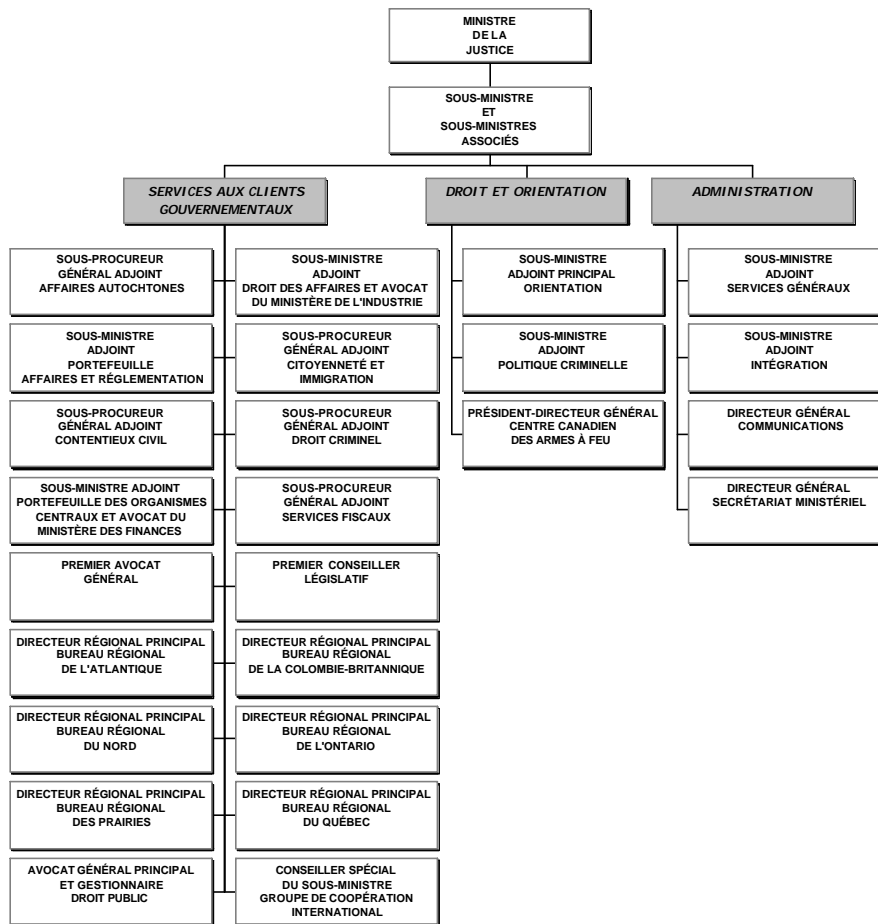 MINISTRE
DE LA
JUSTICE
SOUS-MINISTRE
ET
SOUS-MINISTRES
ASSOCIÉS
SERVICES AUX CLIENTS
GOUVERNEMENTAUX
DROIT ET ORIENTATION
ADMINISTRATION
SOUS-PROCUREUR
GÉNÉRAL ADJOINT
AFFAIRES AUTOCHTONES
SOUS-MINISTRE
ADJOINT
DROIT DES AFFAIRES ET AVOCAT
DU MINISTÈRE DE L'INDUSTRIE
SOUS-MINISTRE
ADJOINT PRINCIPAL
ORIENTATION
SOUS-MINISTRE
ADJOINT
SERVICES GÉNÉRAUX
SOUS-MINISTRE
ADJOINT
PORTEFEUILLE
AFFAIRES ET RÉGLEMENTATION
SOUS-PROCUREUR
GÉNÉRAL ADJOINT
CITOYENNETÉ ET
IMMIGRATION
SOUS-MINISTRE
ADJOINT
POLITIQUE CRIMINELLE
SOUS-MINISTRE
ADJOINT
INTÉGRATION
SOUS-PROCUREUR
GÉNÉRAL ADJOINT
CONTENTIEUX CIVIL
SOUS-PROCUREUR
GÉNÉRAL ADJOINT
DROIT CRIMINEL
PRÉSIDENT-DIRECTEUR GÉNÉRAL
CENTRE CANADIEN
DES ARMES À FEU
DIRECTEUR GÉNÉRAL
COMMUNICATIONS
SOUS-MINISTRE ADJOINT
PORTEFEUILLE DES ORGANISMES
CENTRAUX ET AVOCAT DU
MINISTÈRE DES FINANCES
SOUS-PROCUREUR
GÉNÉRAL ADJOINT
SERVICES FISCAUX
DIRECTEUR GÉNÉRAL
SECRÉTARIAT MINISTÉRIEL
PREMIER AVOCAT
GÉNÉRAL
PREMIER CONSEILLER
LÉGISLATIF
DIRECTEUR RÉGIONAL PRINCIPAL
BUREAU RÉGIONAL
DE L'ATLANTIQUE
DIRECTEUR RÉGIONAL PRINCIPAL
BUREAU RÉGIONAL
DE LA COLOMBIE-BRITANNIQUE
DIRECTEUR RÉGIONAL PRINCIPAL
BUREAU RÉGIONAL
DU NORD
DIRECTEUR RÉGIONAL PRINCIPAL
BUREAU RÉGIONAL
DE L'ONTARIO
DIRECTEUR RÉGIONAL PRINCIPAL
BUREAU RÉGIONAL
DES PRAIRIES
DIRECTEUR RÉGIONAL PRINCIPAL
BUREAU RÉGIONAL
DU QUÉBEC
AVOCAT GÉNÉRAL PRINCIPAL
ET GESTIONNAIRE
DROIT PUBLIC
CONSEILLER SPÉCIAL
DU SOUS-MINISTRE
GROUPE DE COOPÉRATION
INTERNATIONAL